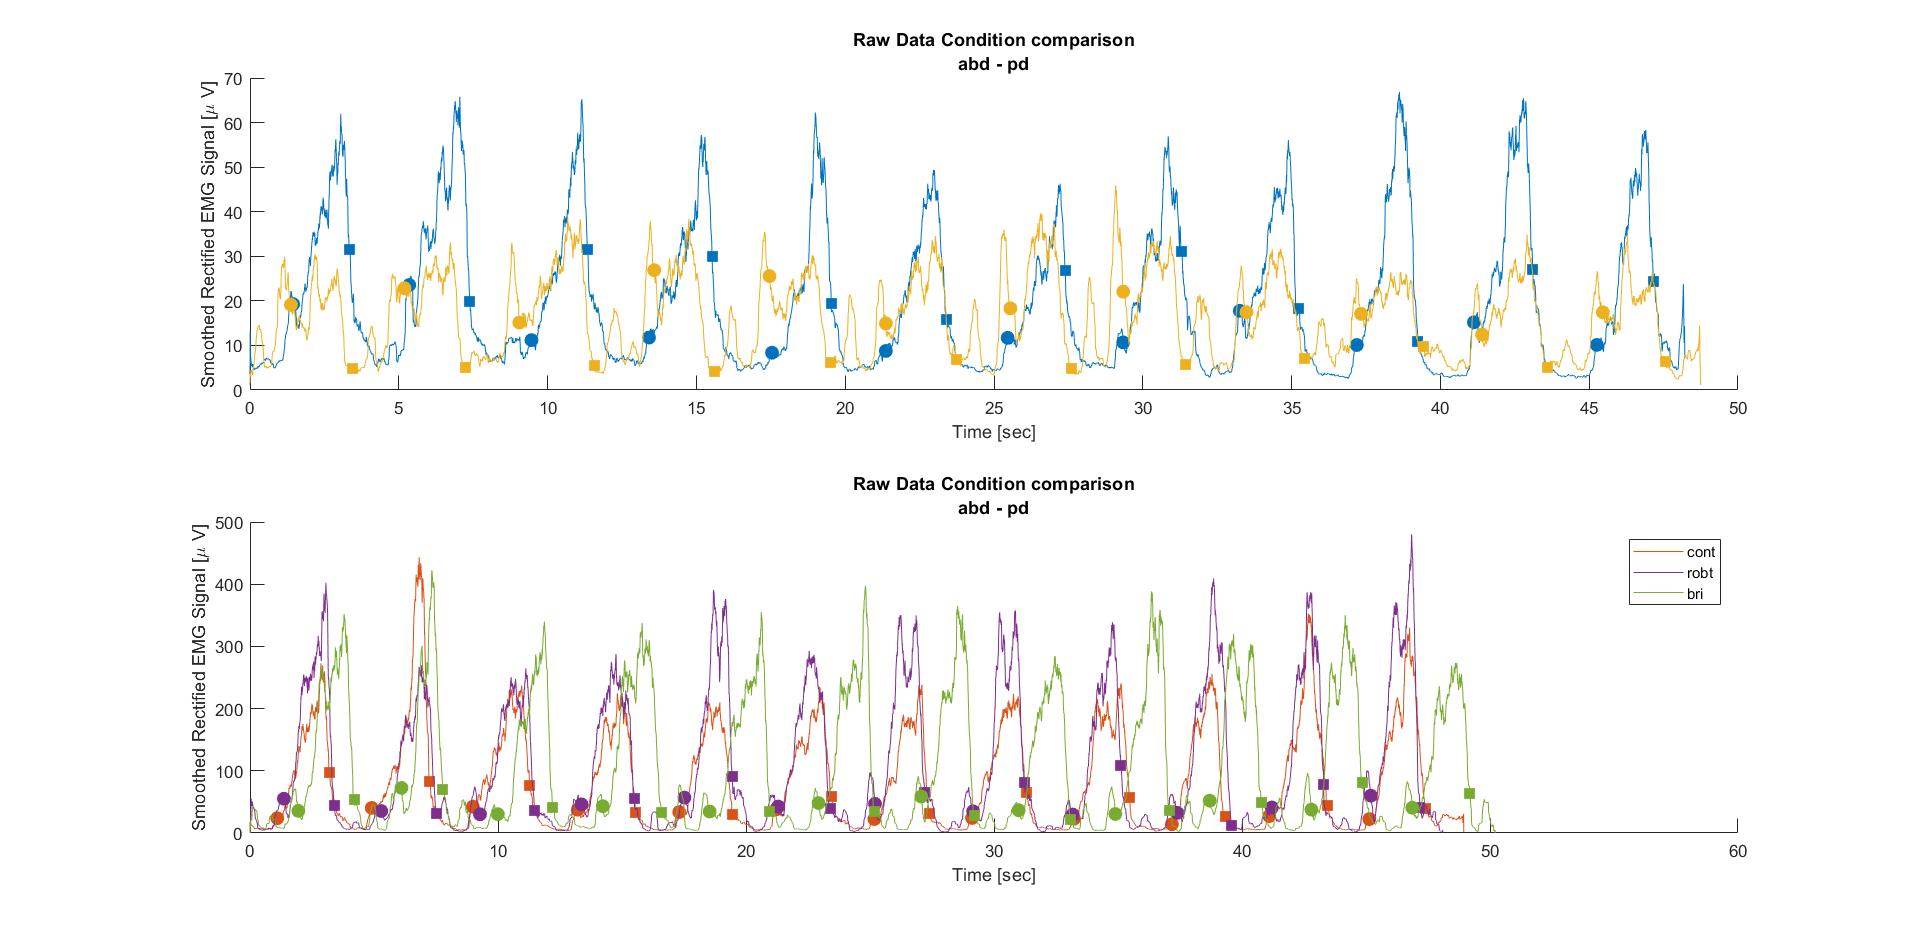 Raw Data Condition comparison
abd - pd
Smoothed Rectified EMG Signal [μ V]
70
60
50
40
30
20
10
0
0 5 10 15 20 25 30 35 40 45 50
Time [sec]
Raw Data Condition comparison
abd - pd
Smoothed Rectified EMG Signal [μ V]
500
400
300
200
100
0
cont
robt
bri
0 10 20 30 40 50 60
Time [sec]